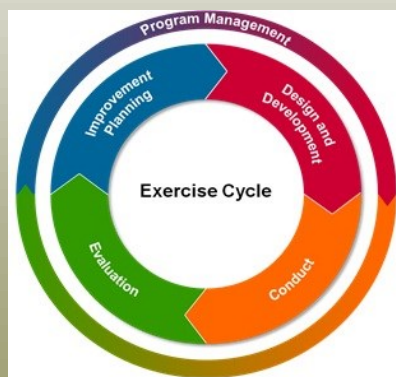 Program Management
Improvement
Planning
Design and
Development
Exercise Cycle
Evaluation
Conduct